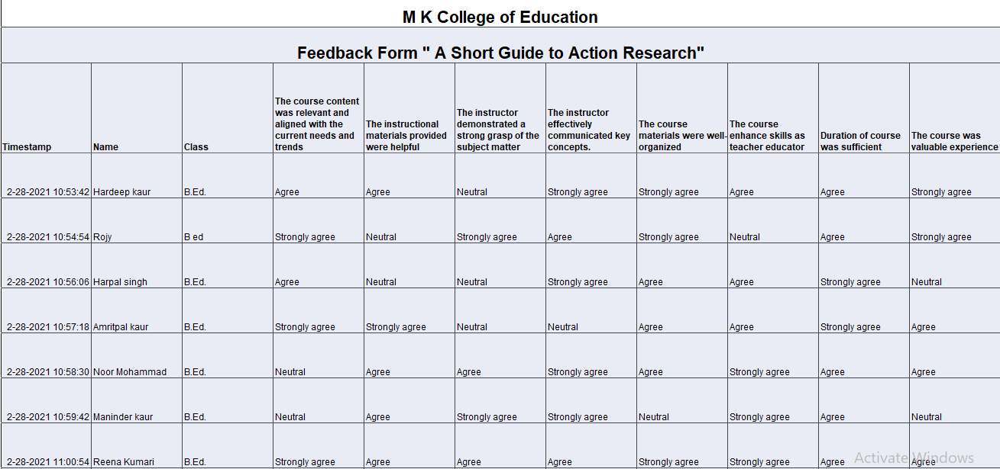 M K College of Education
Feedback Form " A Short Guide to Action Research"
Timestamp Name Class The course content was relevant and aligned with the current needs and trends The instructional materials provided were helpful The instructor demonstrated a strong grasp of the subject matter The instructor effectively communicated key concepts. The course materials were well-organized The course enhance skills as teacher educator Duration of course was sufficient The course was valuable experience
2-28-2021 10:53:42 Hardeep kaur B.Ed. Agree Agree Neutral Strongly agree Strongly agree Agree Agree Strongly agree
2-28-2021 10:54:54 Rojy B ed Strongly agree Neutral Strongly agree Agree Strongly agree Neutral Agree Strongly agree
2-28-2021 10:56:06 Harpal singh B.Ed. Agree Neutral Neutral Strongly agree Agree Agree Strongly agree Neutral
2-28-2021 10:57:18 Amritpal kaur B.Ed. Strongly agree Strongly agree Neutral Neutral Agree Agree Strongly agree Agree
2-28-2021 10:58:30 Noor Mohammad B.Ed. Neutral Agree Agree Strongly agree Agree Strongly agree Agree Agree
2-28-2021 10:59:42 Maninder kaur B.Ed. Neutral Agree Strongly agree Strongly agree Neutral Strongly agree Agree Neutral
2-28-2021 11:00:54 Reena Kumari B.Ed. Strongly agree Agree Agree Agree Strongly agree Strongly agree Agree Agree
Activate Windows